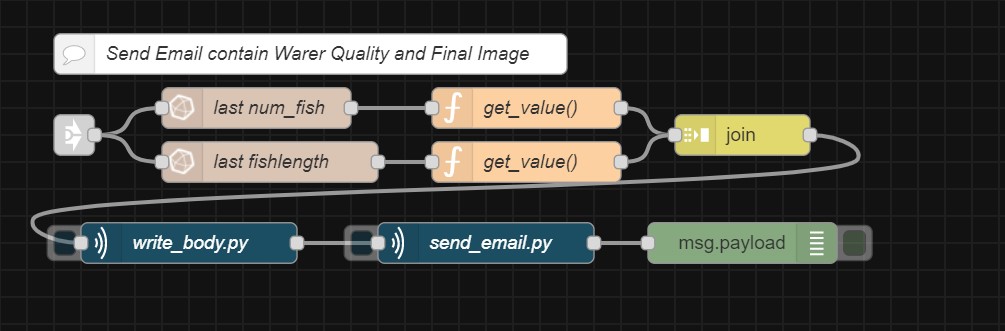 Send Email contain Warer Quality and Final Image
last num_fish
get_value()
last fishlength
get_value()
join
write_body.py
send_email.py
msg.payload